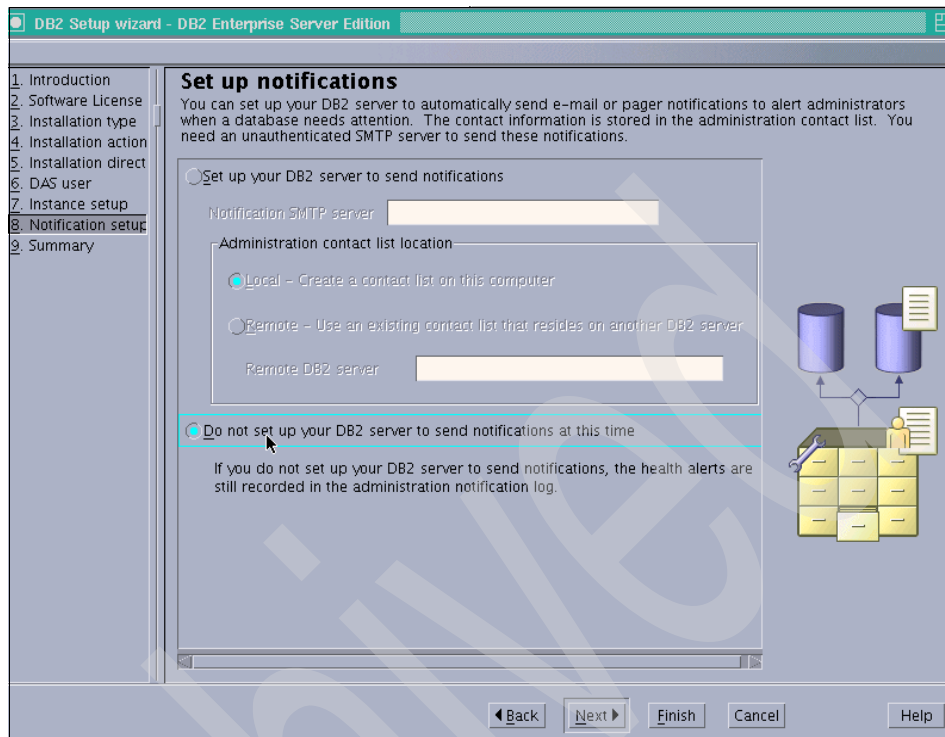 DB2 Setup wizard - DB2 Enterprise Server Edition
1. Introduction
2. Software License
3. Installation type
4. Installation action
5. Installation direct
6. DAS user
7. Instance setup
8. Notification setup
9. Summary
Set up notifications
You can set up your DB2 server to automatically send e-mail or pager notifications to alert administrators
when a database needs attention. The contact information is stored in the administration contact list. You
need an unauthenticated SMTP server to send these notifications.
Set up your DB2 server to send notifications
Notification SMTP server
Administration contact list location
Local - Create a contact list on this computer
Remote - Use an existing contact list that resides on another DB2 server
Remote DB2 server
Do not set up your DB2 server to send notifications at this time
If you do not set up your DB2 server to send notifications, the health alerts are
still recorded in the administration notification log.
Back
Next
Finish
Cancel
Help